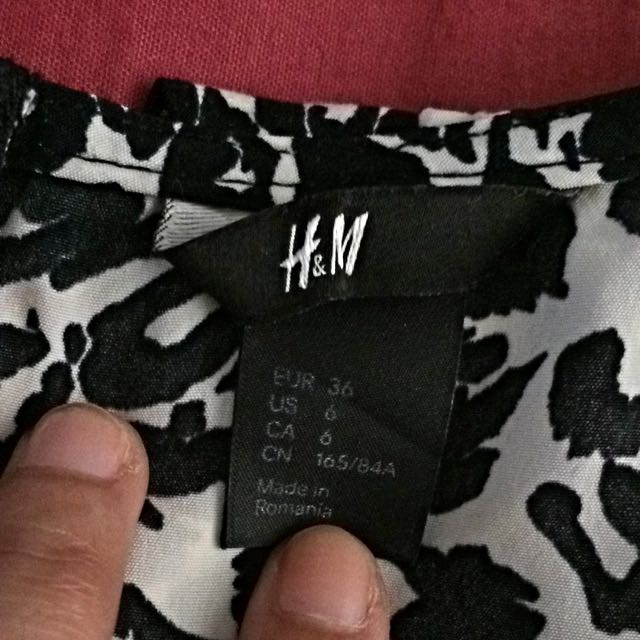 H&M
EUR 36
US 6
CA 6
CN 165/84A
Made in
Romania